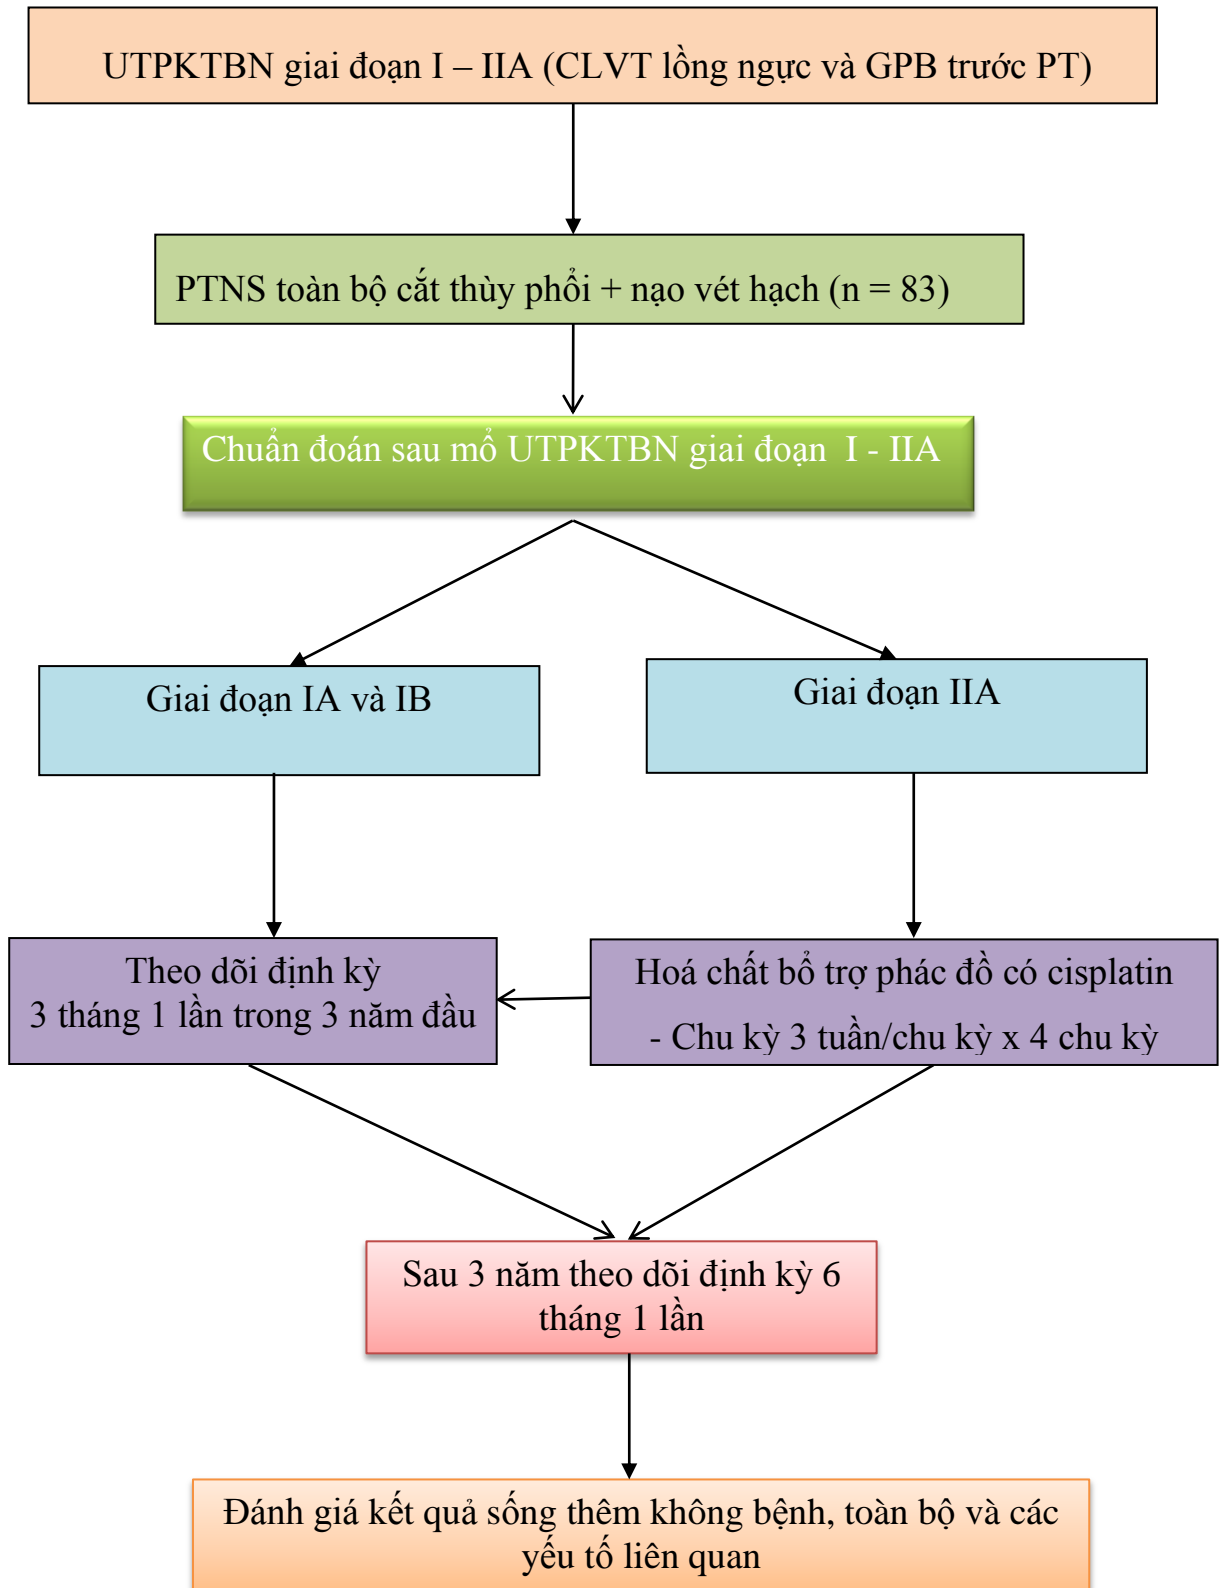 UTPKTBN giai đoạn I – IIA (CLVT lồng ngực và GPB trước PT)
PTNS toàn bộ cắt thùy phổi + nạo vét hạch (n = 83)
Chuẩn đoán sau mổ UTPKTBN giai đoạn I - IIA
Giai đoạn IA và IB
Giai đoạn IIA
Theo dõi định kỳ
3 tháng 1 lần trong 3 năm đầu
Hoá chất bổ trợ phác đồ có cisplatin
- Chu kỳ 3 tuần/chu kỳ x 4 chu kỳ
Sau 3 năm theo dõi định kỳ 6
tháng 1 lần
Đánh giá kết quả sống thêm không bệnh, toàn bộ và các
yếu tố liên quan